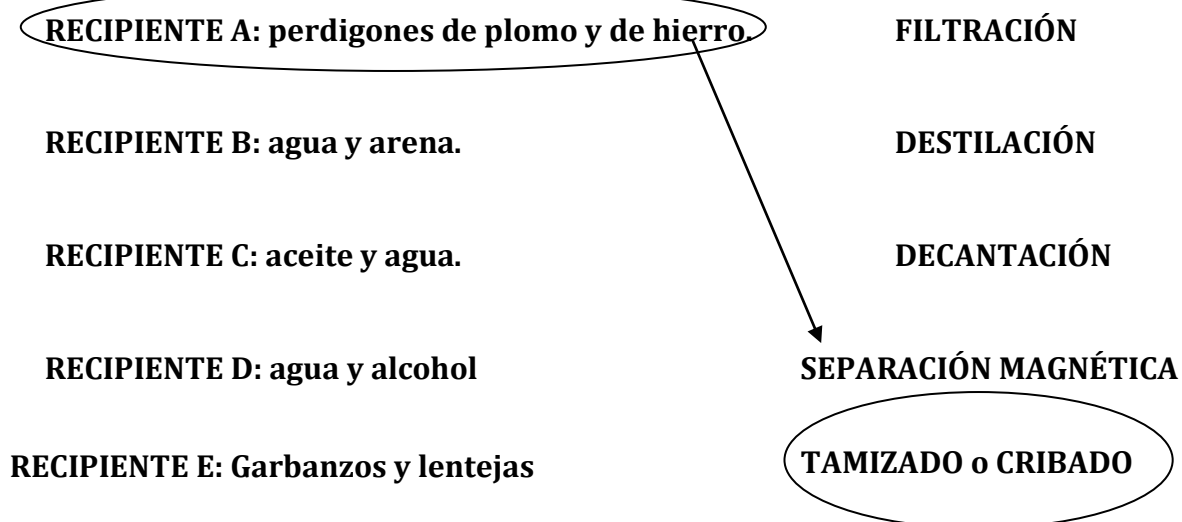 RECIPIENTE A: perdigones de plomo y de hierro. FILTRACIÓN
RECIPIENTE B: agua y arena. DESTILACIÓN
RECIPIENTE C: aceite y agua. DECANTACIÓN
RECIPIENTE D: agua y alcohol SEPARACIÓN MAGNÉTICA
RECIPIENTE E: Garbanzos y lentejas TAMIZADO o CRIBADO